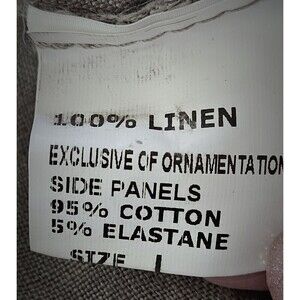 100% LINEN
EXCLUSIVE OF ORNAMENTATION
SIDE PANELS
95% COTTON
5% ELASTANE
SIZE L